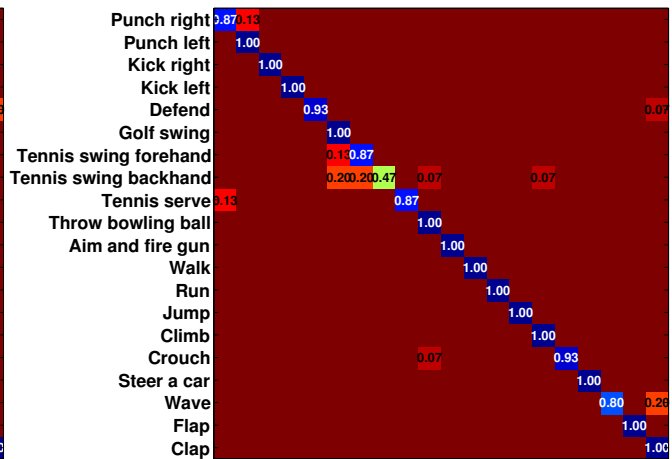 Punch right 0.87 0.13
Punch left 1.00
Kick right 1.00
Kick left 1.00
Defend 0.93 0.07
Golf swing 1.00
Tennis swing forehand 0.13 0.87
Tennis swing backhand 0.20 0.20 0.47 0.07 0.07
Tennis serve 0.13 0.87
Throw bowling ball 1.00
Aim and fire gun 1.00
Walk 1.00
Run 1.00
Jump 1.00
Climb 1.00
Crouch 0.07 0.93
Steer a car 1.00
Wave 0.80 0.20
Flap 1.00
Clap 1.00